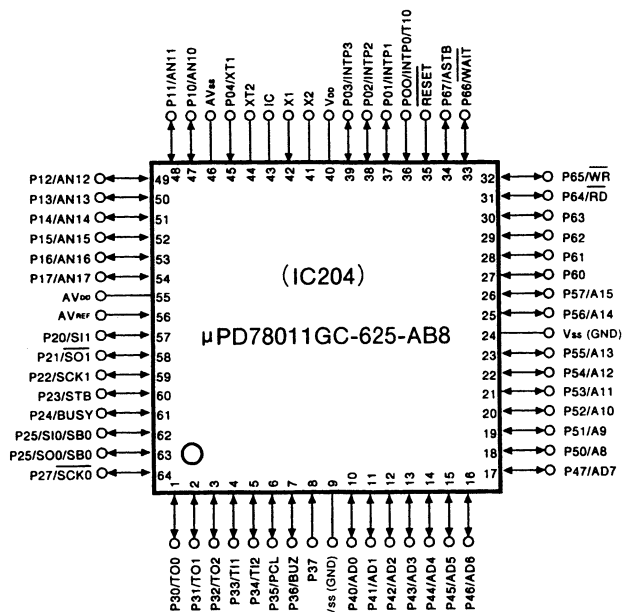 P11/AN11
P10/AN10
AVss
P04/XT1
XT2
IC
X1
X2
VDD
P03/INTP3
P02/INTP2
P01/INTP1
POO/INTP0/T10
RESET
P67/ASTB
P66/WAIT
48 47 46 45 44 43 42 41 40 39 38 37 36 35 34 33
P12/AN12 49
P13/AN13 50
P14/AN14 51
P15/AN15 52
P16/AN16 53
P17/AN17 54
AVDD 55
AVREF 56
P20/SI1 57
P21/SO1 58
P22/SCK1 59
P23/STB 60
P24/BUSY 61
P25/SI0/SB0 62
P25/SO0/SB0 63
P27/SCK0 64
(IC204)
μPD78011GC-625-AB8
32 P65/WR
31 P64/RD
30 P63
29 P62
28 P61
27 P60
26 P57/A15
25 P56/A14
24 Vss (GND)
23 P55/A13
22 P54/A12
21 P53/A11
20 P52/A10
19 P51/A9
18 P50/A8
17 P47/AD7
1 2 3 4 5 6 7 8 9 10 11 12 13 14 15 16
P30/TO0
P31/TO1
P32/TO2
P33/TI1
P34/TI2
P35/PCL
P36/BUZ
P37
/ss (GND)
P40/AD0
P41/AD1
P42/AD2
P43/AD3
P44/AD4
P45/AD5
P46/AD6